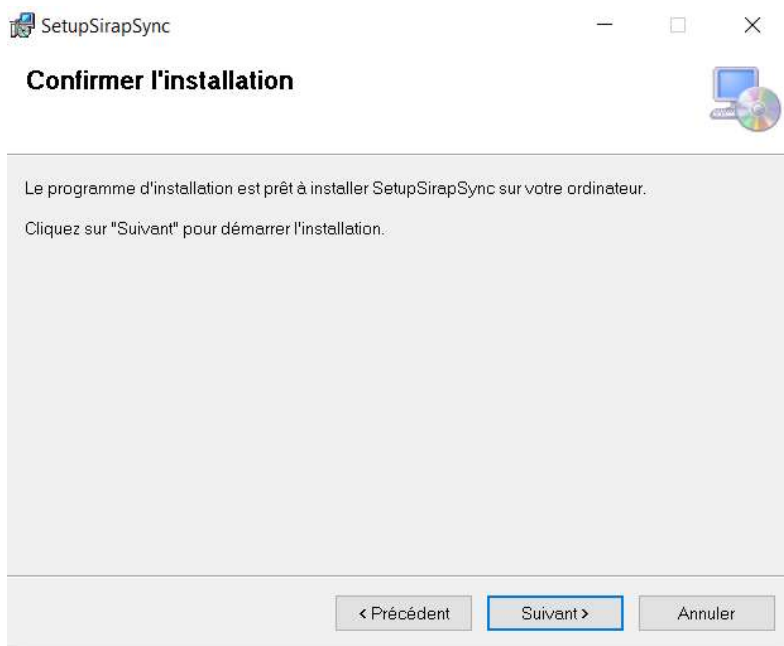 SetupSirapSync
Confirmer l'installation
Le programme d'installation est prêt à installer SetupSirapSync sur votre ordinateur.
Cliquez sur "Suivant" pour démarrer l'installation.
< Précédent
Suivant >
Annuler